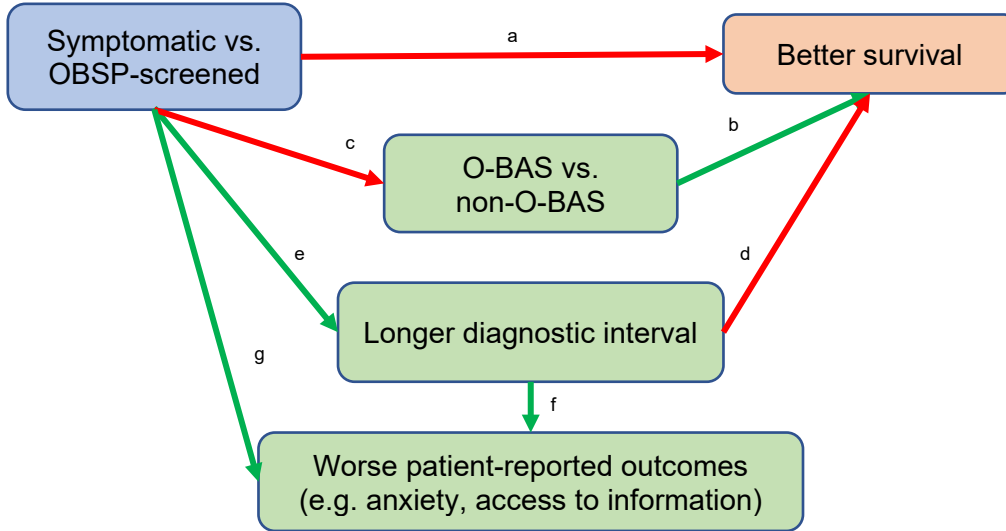 Symptomatic vs.
OBSP-screened
a
Better survival
b
c
O-BAS vs.
non-O-BAS
d
e
Longer diagnostic interval
g
f
Worse patient-reported outcomes
(e.g. anxiety, access to information)